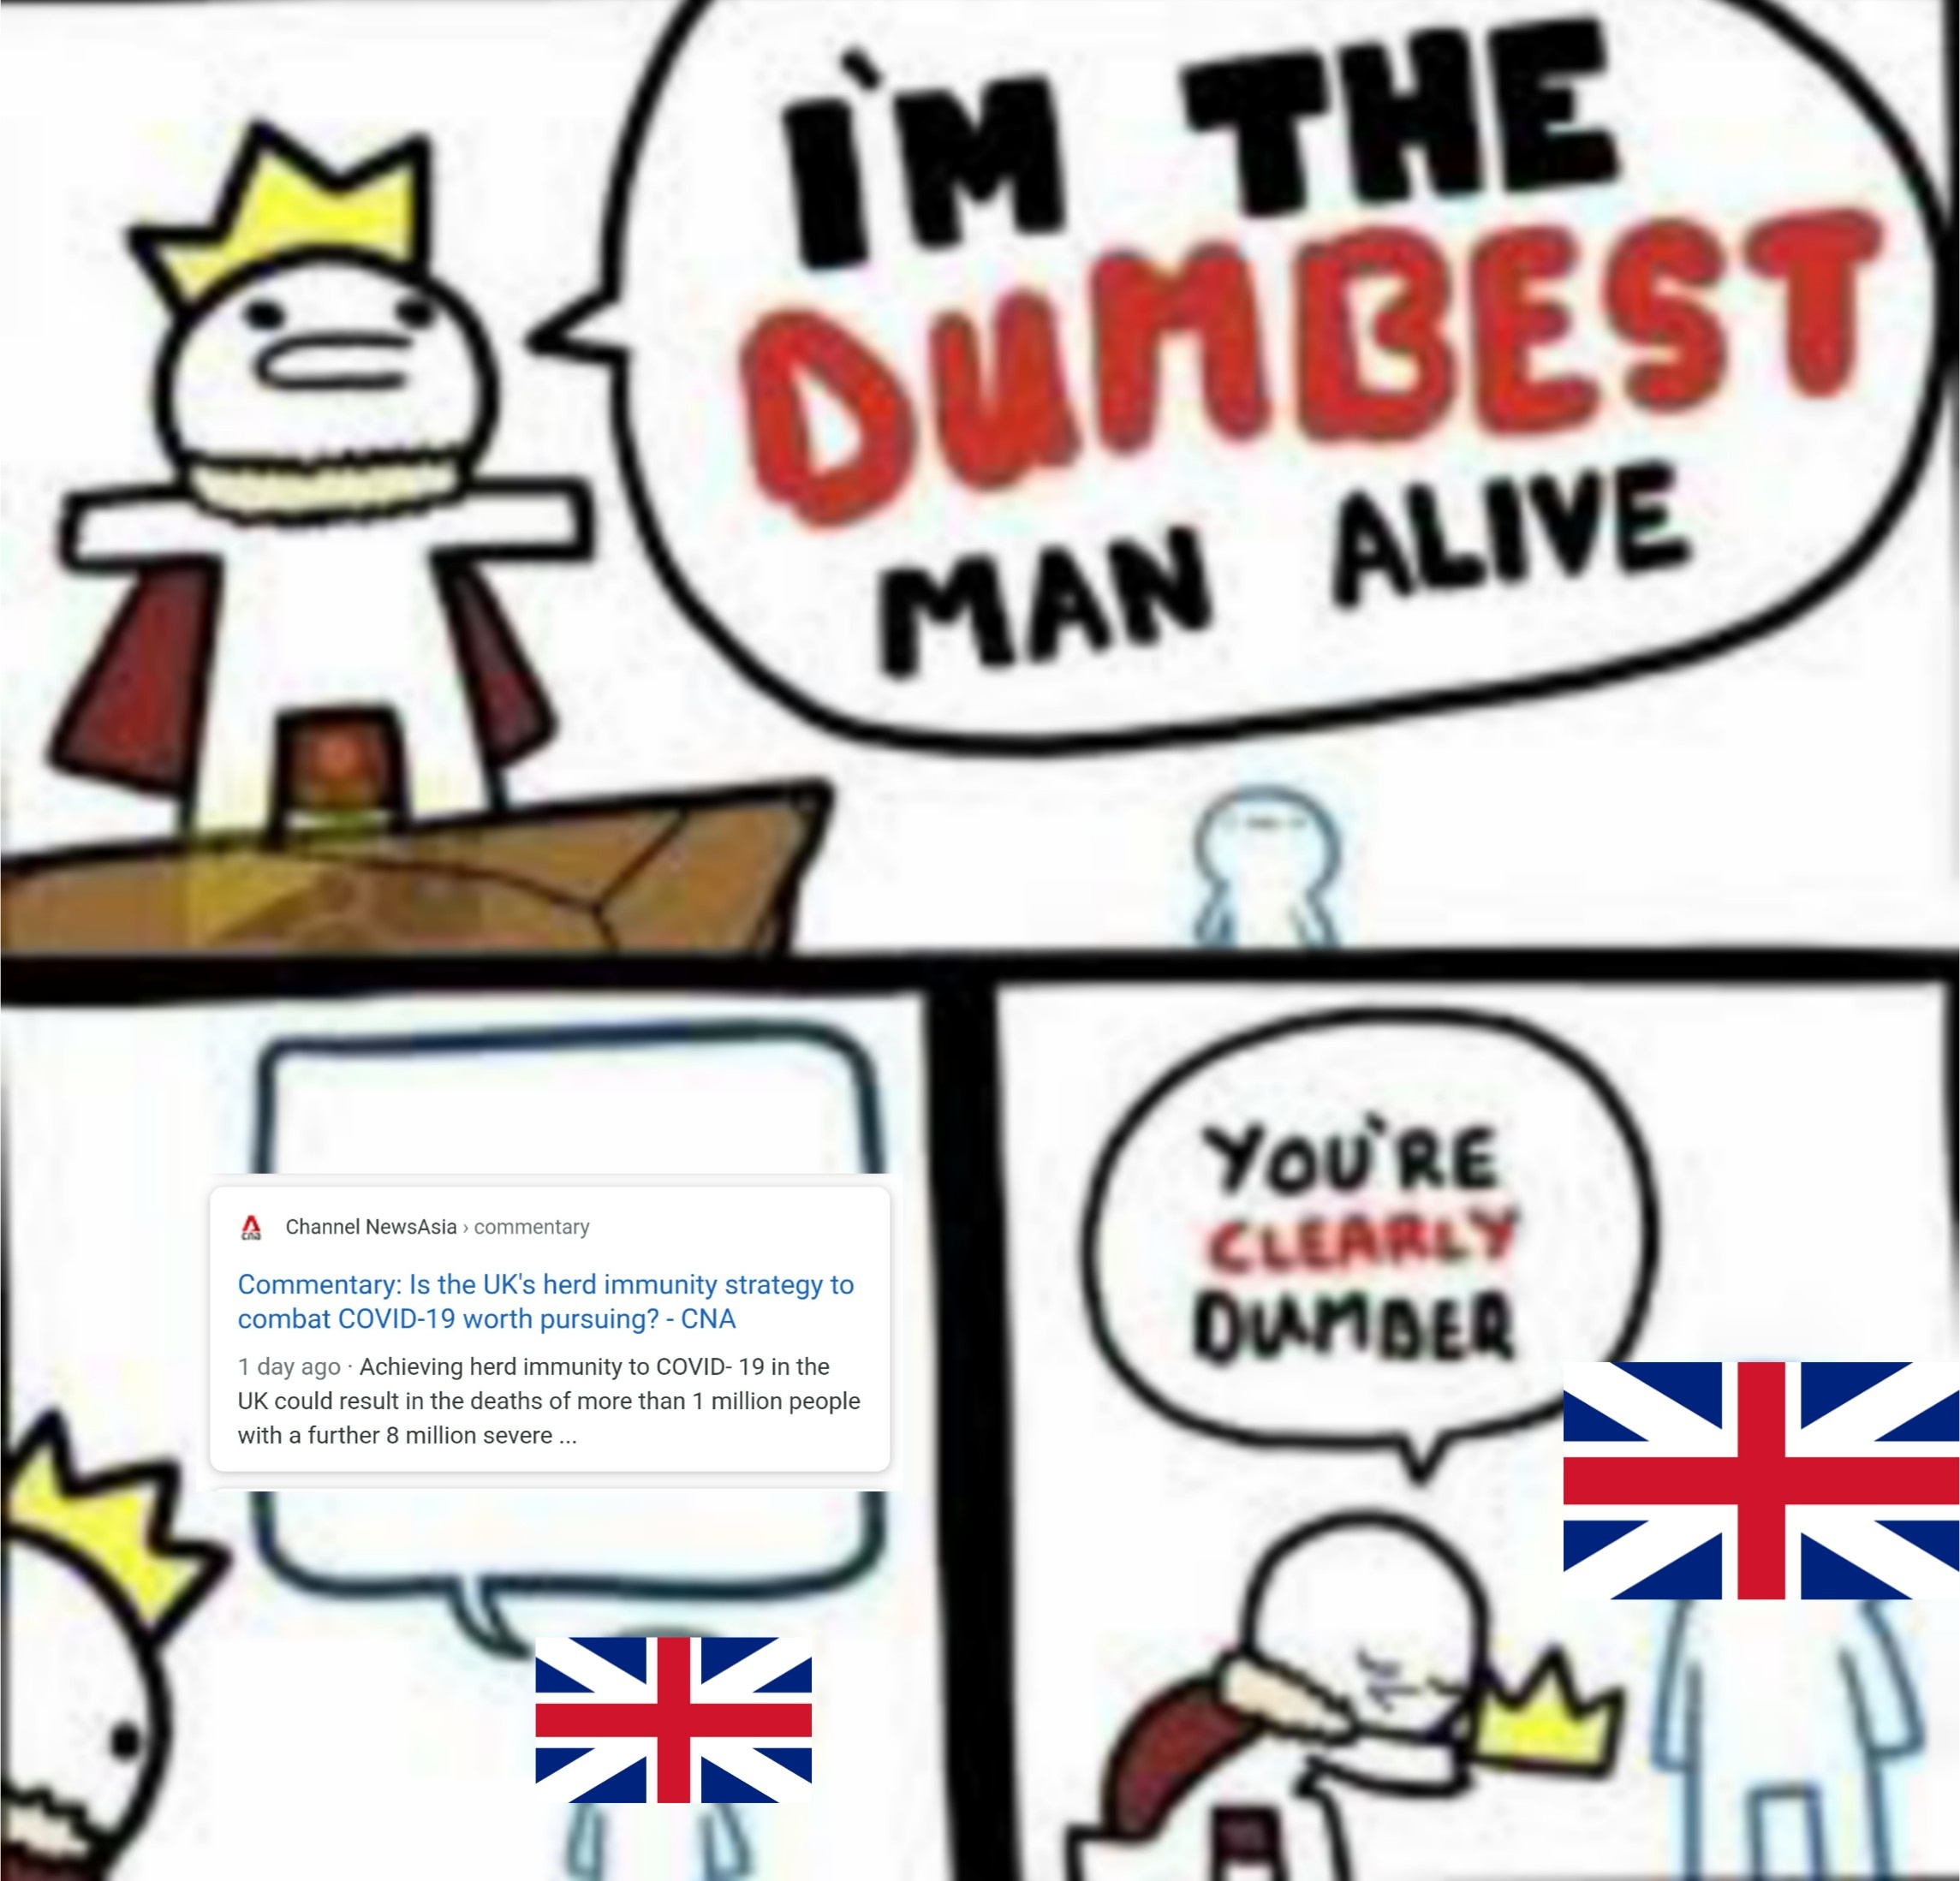 I'M THE
DUMBEST
MAN ALIVE
cna
Channel NewsAsia › commentary
Commentary: Is the UK's herd immunity strategy to
combat COVID-19 worth pursuing? - CNA
1 day ago · Achieving herd immunity to COVID- 19 in the
UK could result in the deaths of more than 1 million people
with a further 8 million severe ...
YOU'RE
CLEARLY
DUMBER